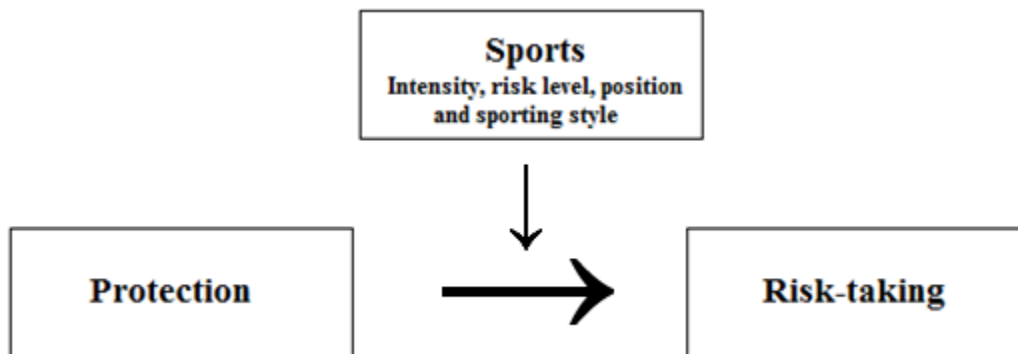 Sports
Intensity, risk level, position
and sporting style
Protection
Risk-taking